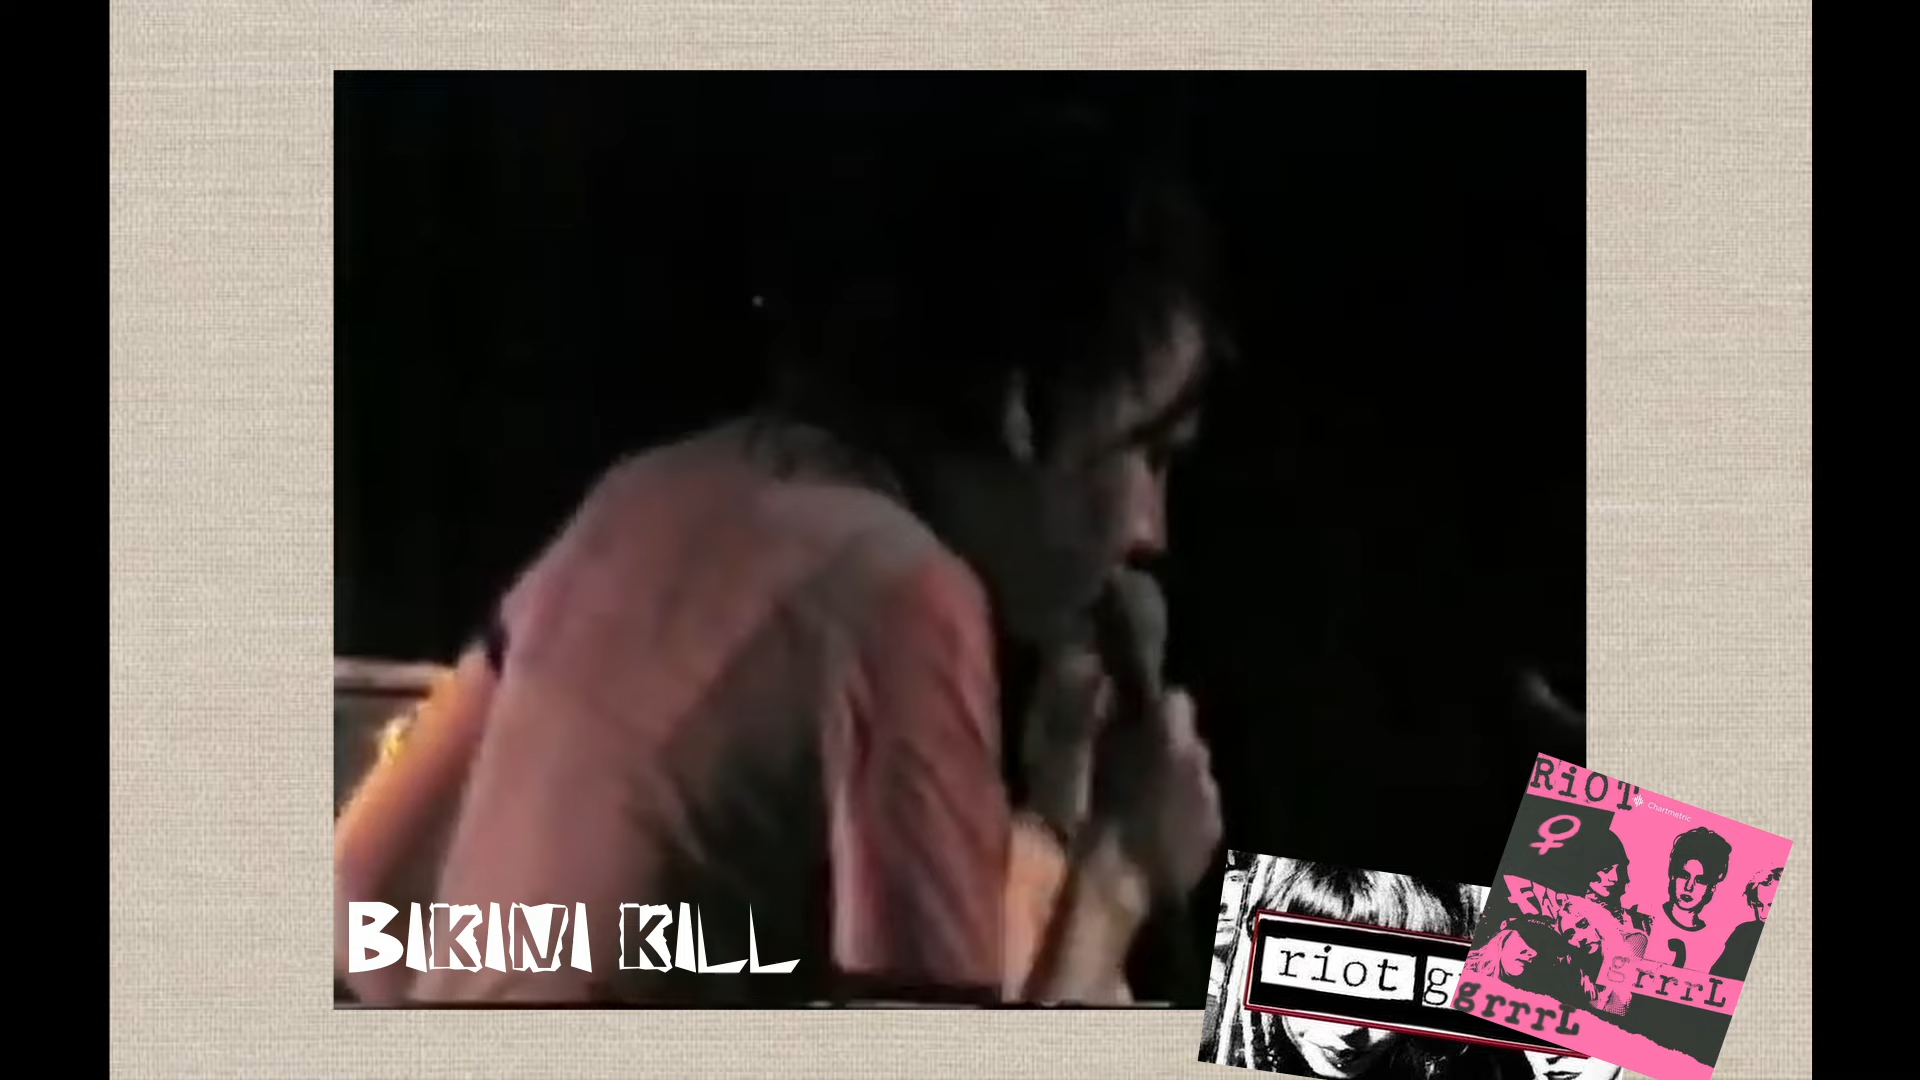 BIKINI KILL
riot g
RiOT
Chartmetric
grrrL
grrrL